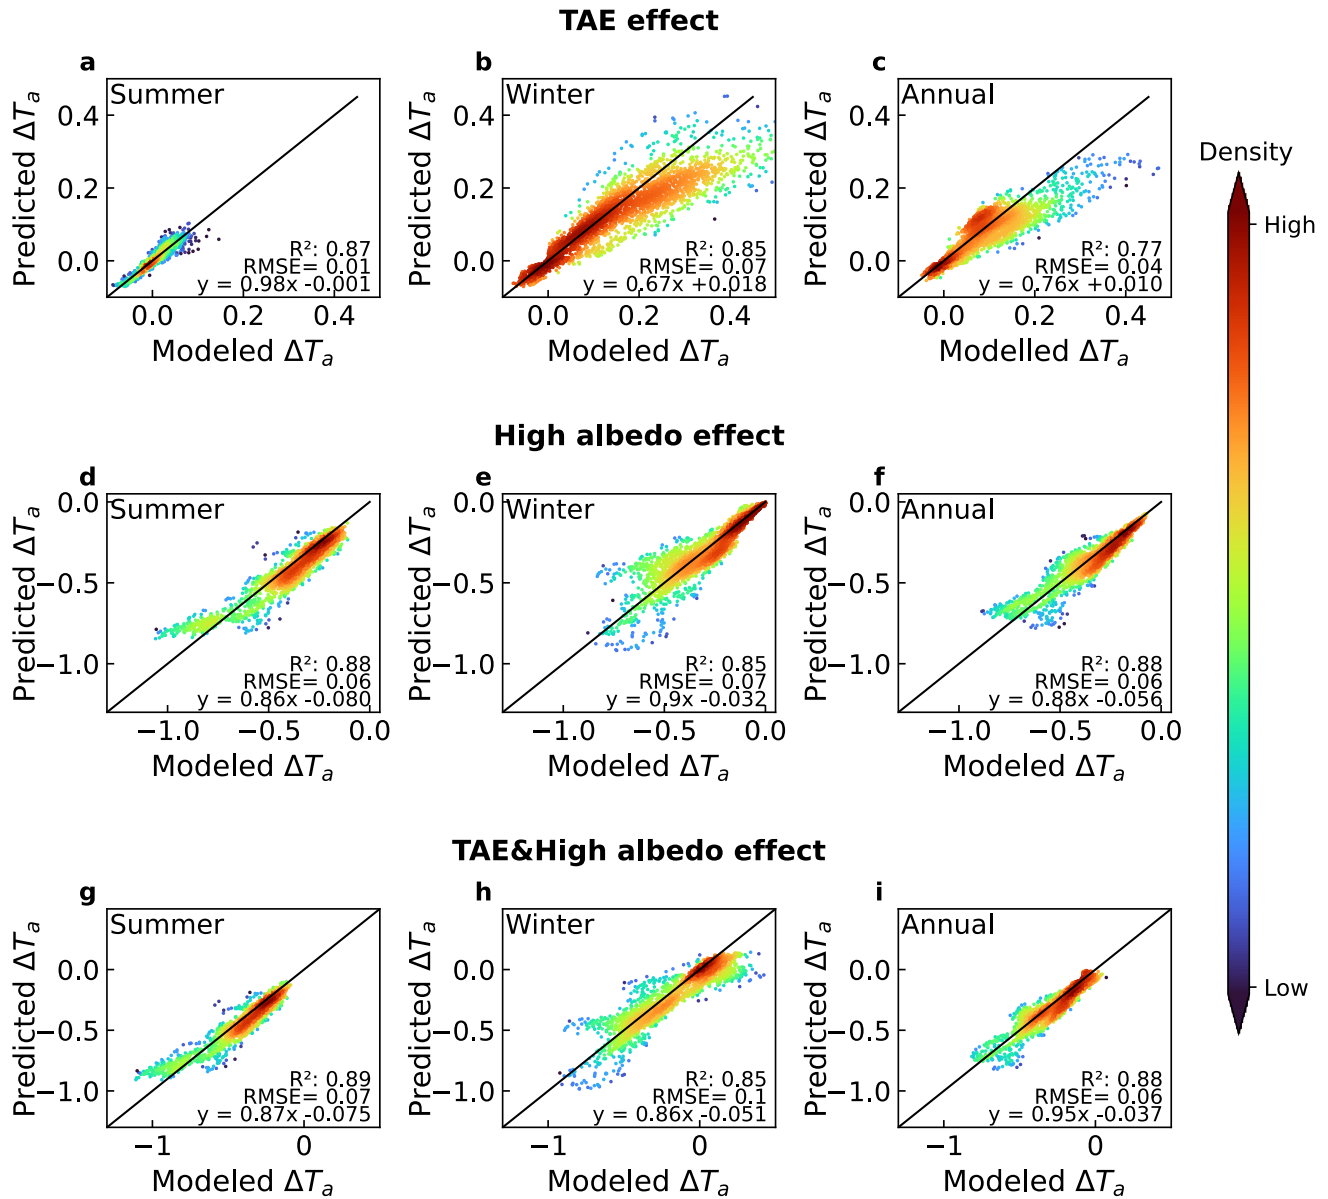 TAE effect
a
b
c
Summer
Winter
Annual
Predicted ΔTa
Predicted ΔTa
Predicted ΔTa
0.4
0.2
0.0
0.4
0.2
0.0
0.4
0.2
0.0
R²: 0.87
RMSE= 0.01
y = 0.98x -0.001
R²: 0.85
RMSE= 0.07
y = 0.67x +0.018
R²: 0.77
RMSE= 0.04
y = 0.76x +0.010
0.0 0.2 0.4
0.0 0.2 0.4
0.0 0.2 0.4
Modeled ΔTa
Modeled ΔTa
Modelled ΔTa
High albedo effect
d
e
f
Summer
Winter
Annual
Predicted ΔTa
Predicted ΔTa
Predicted ΔTa
0.0
−0.5
−1.0
0.0
−0.5
−1.0
0.0
−0.5
−1.0
R²: 0.88
RMSE= 0.06
y = 0.86x -0.080
R²: 0.85
RMSE= 0.07
y = 0.9x -0.032
R²: 0.88
RMSE= 0.06
y = 0.88x -0.056
−1.0 −0.5 0.0
−1.0 −0.5 0.0
−1.0 −0.5 0.0
Modeled ΔTa
Modeled ΔTa
Modeled ΔTa
TAE&High albedo effect
g
h
i
Summer
Winter
Annual
Predicted ΔTa
Predicted ΔTa
Predicted ΔTa
0.0
−0.5
−1.0
0.0
−0.5
−1.0
0.0
−0.5
−1.0
R²: 0.89
RMSE= 0.07
y = 0.87x -0.075
R²: 0.85
RMSE= 0.1
y = 0.86x -0.051
R²: 0.88
RMSE= 0.06
y = 0.95x -0.037
−1 0
−1 0
−1 0
Modeled ΔTa
Modeled ΔTa
Modeled ΔTa
Density
High
Low